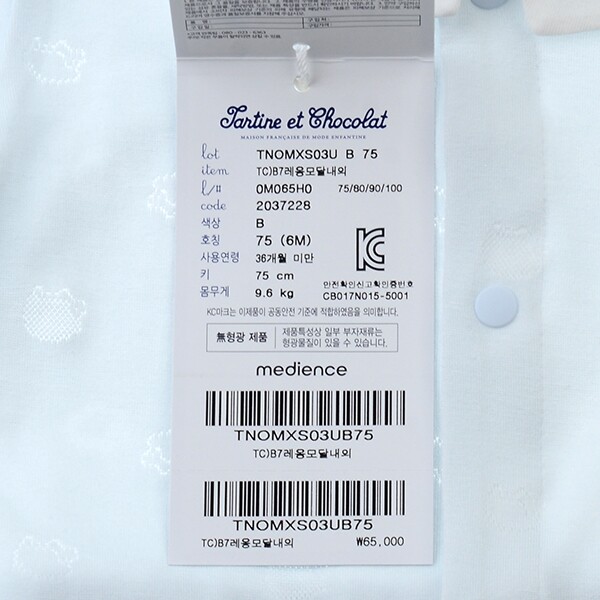 품명
Tartine et Chocolat
MAISON FRANÇAISE DE MODE ENFANTINE
lot TNOMXS03U B 75
item TC)B7레옹모달내의
l/# 0M065H0 75/80/90/100
code 2037228
색상 B
호칭 75 (6M)
사용연령 36개월 미만
키 75 cm
몸무게 9.6 kg
안전확인신고확인증번호
CB017N015-5001
KC마크는 이제품이 공동안전 기준에 적합하였음을 의미합니다.
無형광 제품 제품특성상 일부 부자재류는
형광물질이 있을 수 있습니다.
medience
TNOMXS03UB75
TC)B7레옹모달내의
TNOMXS03UB75
TC)B7레옹모달내의 ₩65,000